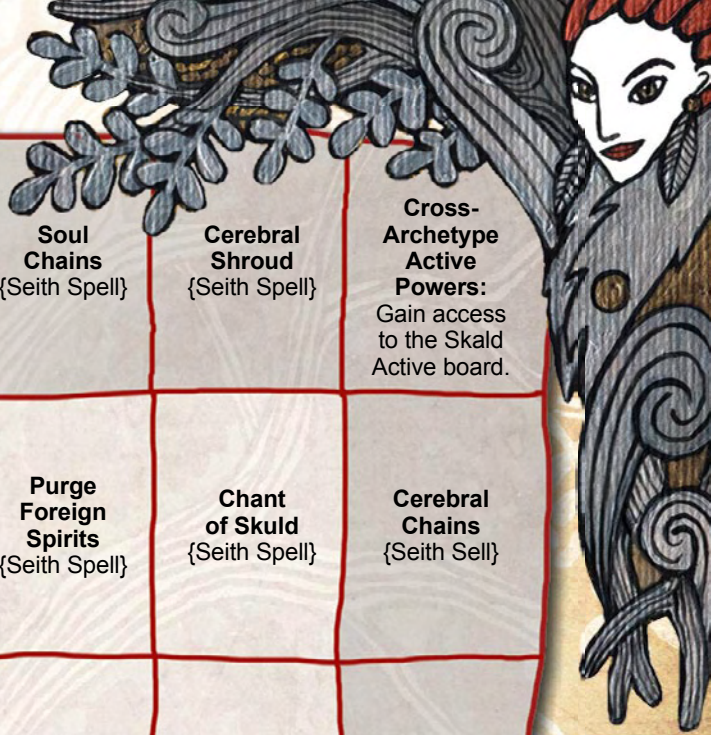 Soul
Chains
{Seith Spell}
Cerebral
Shroud
{Seith Spell}
Cross-
Archetype
Active
Powers:
Gain access
to the Skald
Active board.
Purge
Foreign
Spirits
{Seith Spell}
Chant
of Skuld
{Seith Spell}
Cerebral
Chains
{Seith Sell}